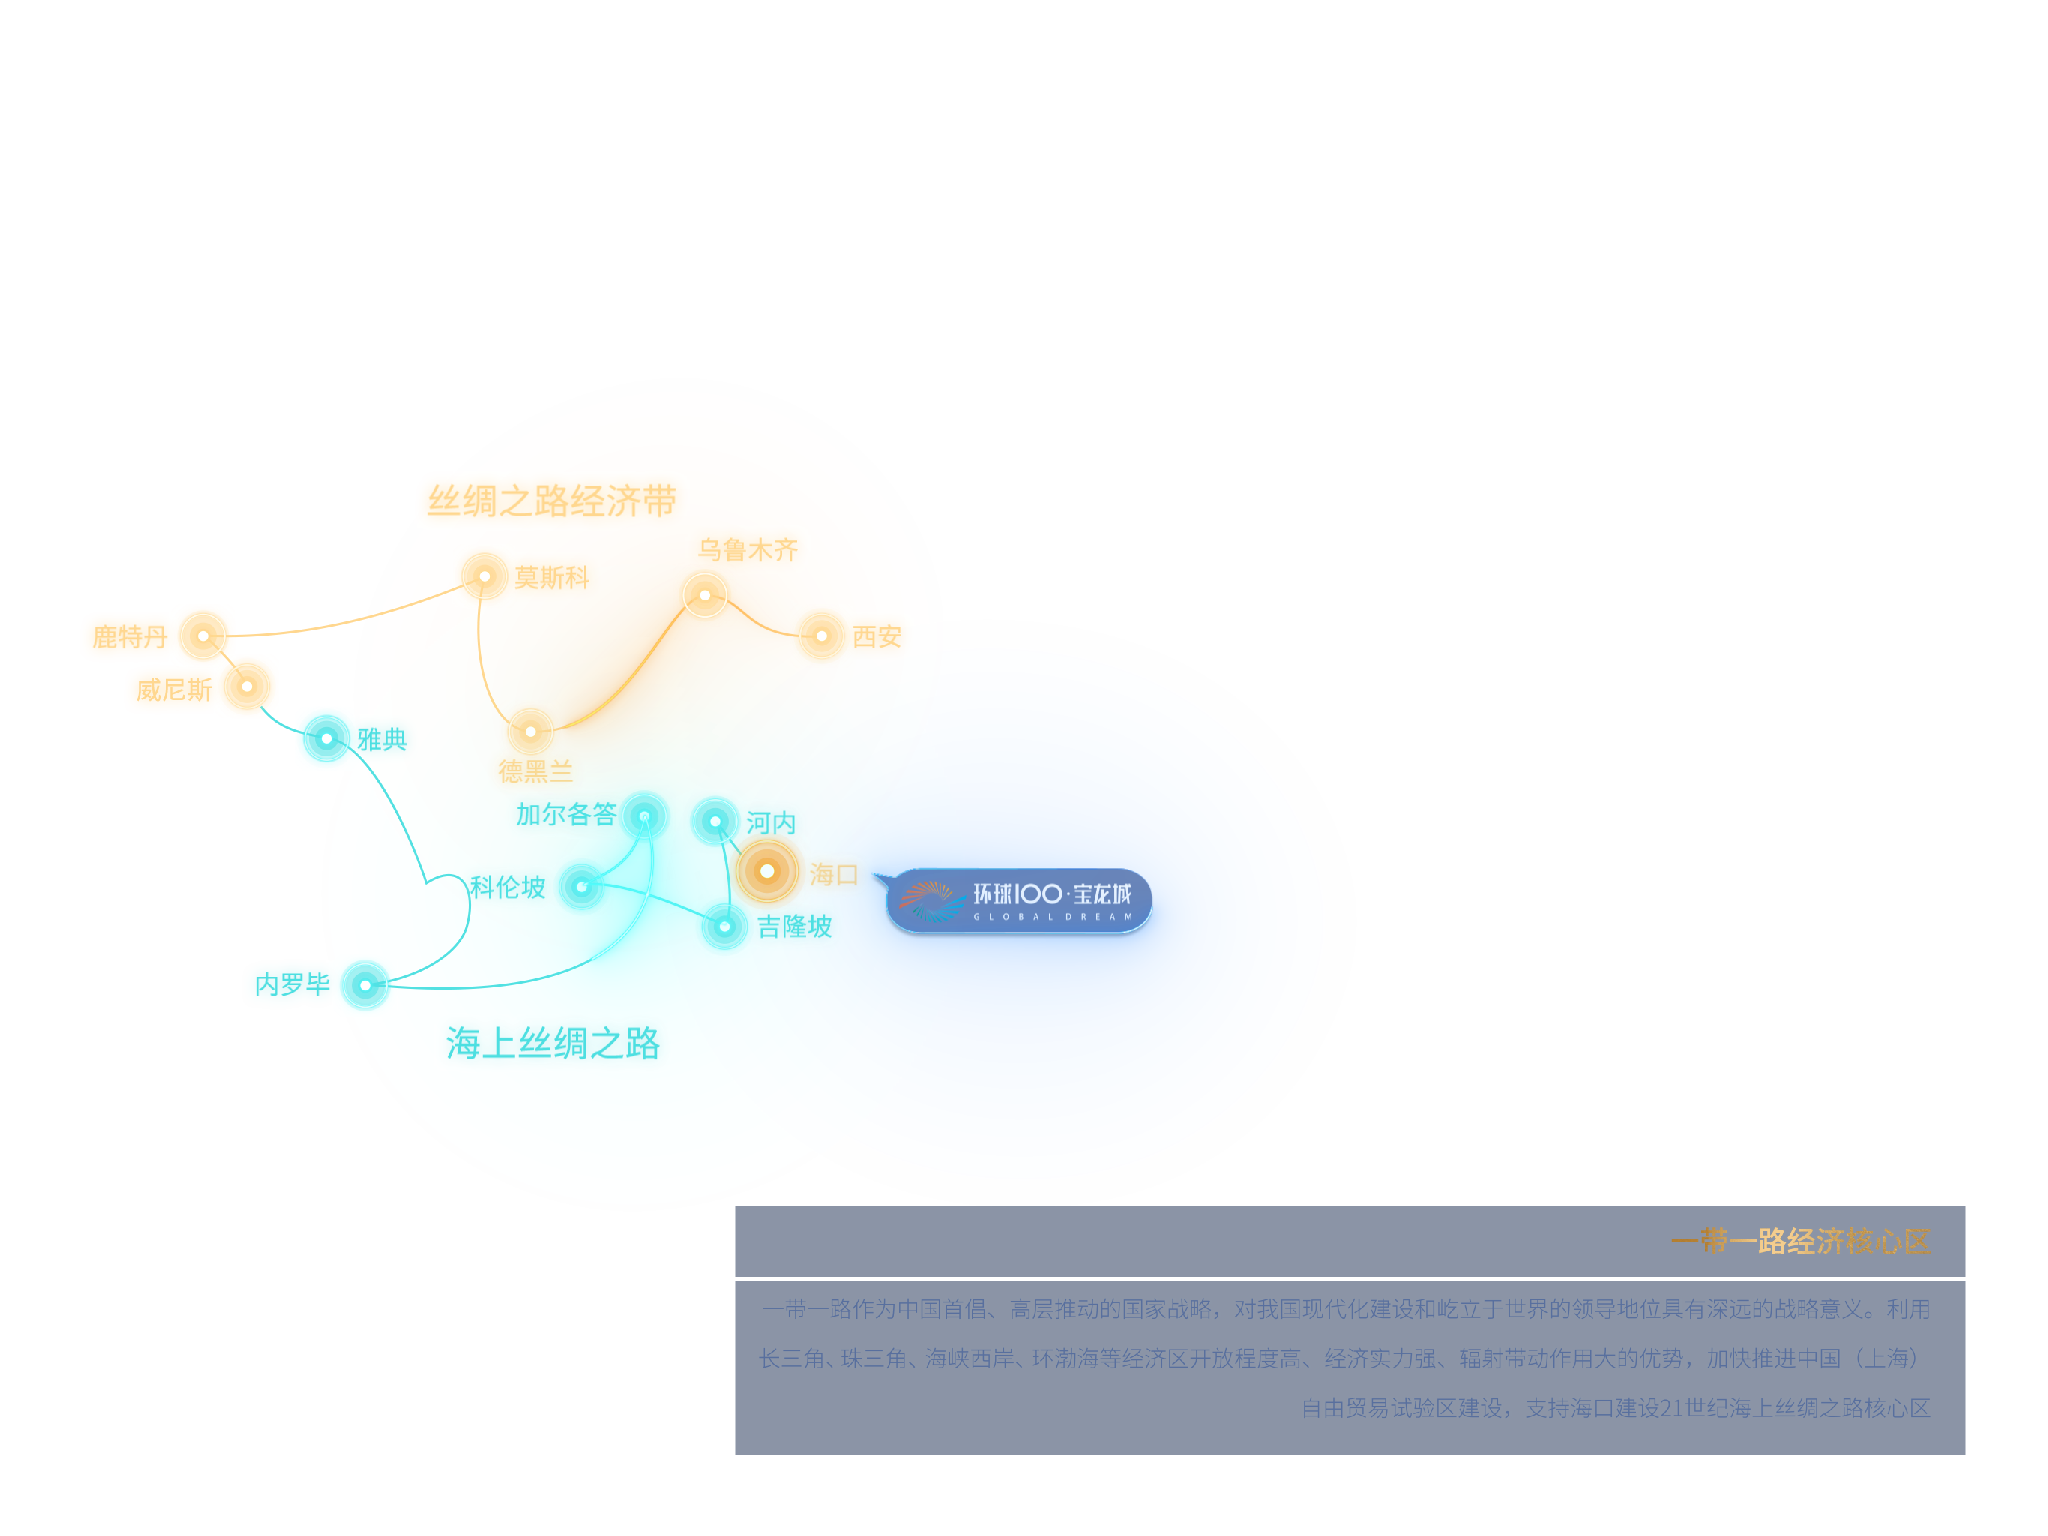 丝绸之路经济带
乌鲁木齐
莫斯科
鹿特丹
西安
威尼斯
雅典
德黑兰
加尔各答
河内
海口
科伦坡
环球100·宝龙城
GLOBAL DREAM
吉隆坡
内罗毕
海上丝绸之路
一带一路经济核心区
一带一路作为中国首倡、高层推动的国家战略，对我国现代化建设和屹立于世界的领导地位具有深远的战略意义。利用
长三角、珠三角、海峡西岸、环渤海等经济区开放程度高、经济实力强、辐射带动作用大的优势，加快推进中国（上海）
自由贸易试验区建设，支持海口建设21世纪海上丝绸之路核心区